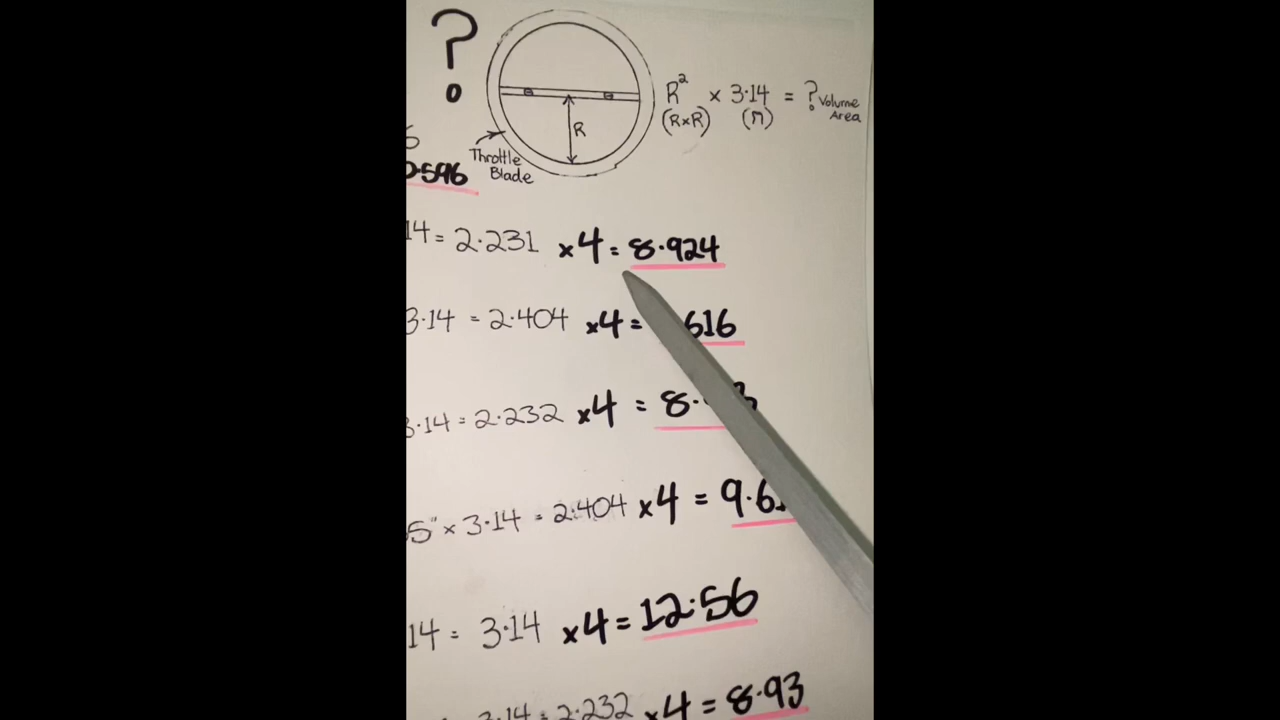 ?
R² × 3.14 = ? Volume Area
(R×R) (π)
R
Throttle Blade
0.596
14 = 2.231 ×4 = 8.924
3.14 = 2.404 ×4 = 616
3.14 = 2.232 ×4 = 8.
5" × 3.14 = 2.404 ×4 = 9.61
14 = 3.14 ×4 = 12.56
3.14 = 2.232 ×4 = 8.93